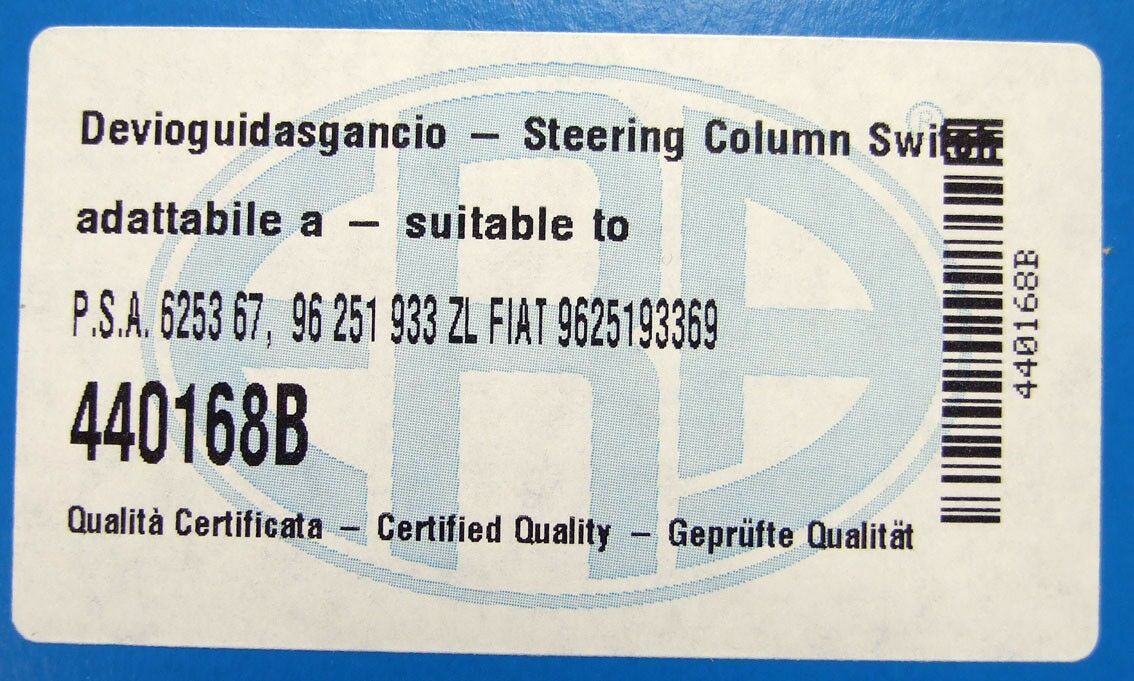 Devioguidasgancio – Steering Column Switch
adattabile a – suitable to
P.S.A. 6253 67, 96 251 933 ZL FIAT 9625193369
440168B
Qualità Certificata – Certified Quality – Geprüfte Qualität
440168B
ERA
®